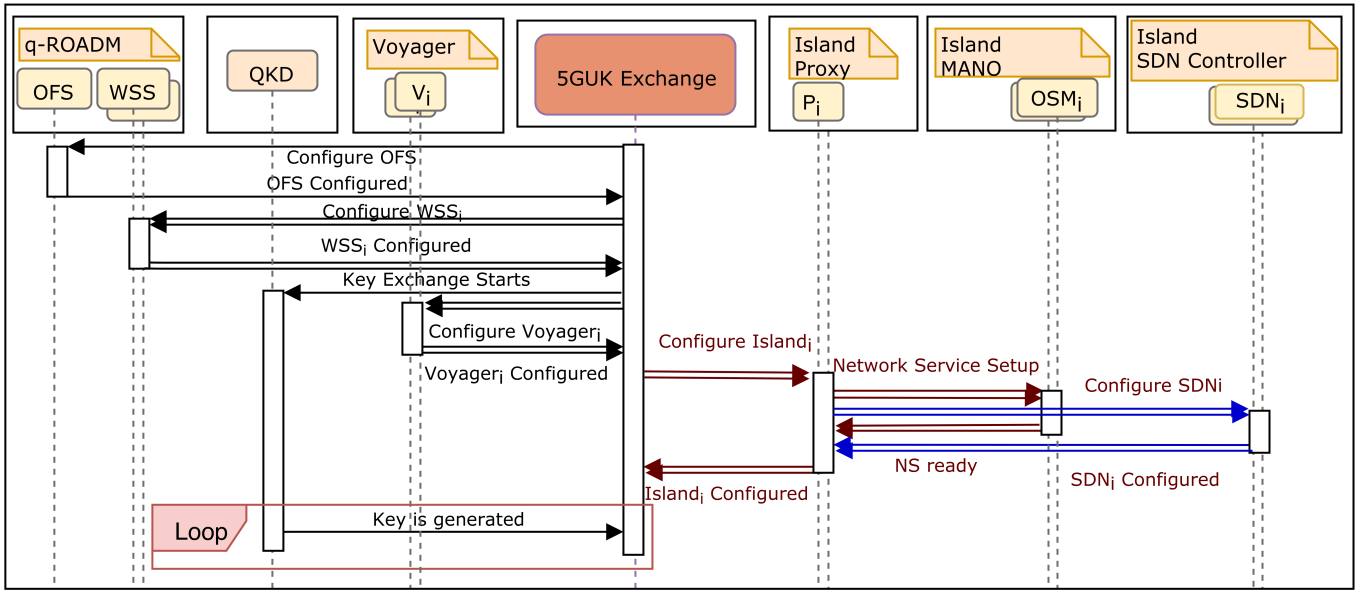 q-ROADM
OFS
WSS
QKD
Voyager
Vi
5GUK Exchange
Island
Proxy
Pi
Island
MANO
OSMi
Island
SDN Controller
SDNi
Configure OFS
OFS Configured
Configure WSSi
WSSi Configured
Key Exchange Starts
Configure Voyageri
Voyageri Configured
Configure Islandi
Network Service Setup
Configure SDNi
NS ready
SDNi Configured
Islandi Configured
Loop
Key is generated